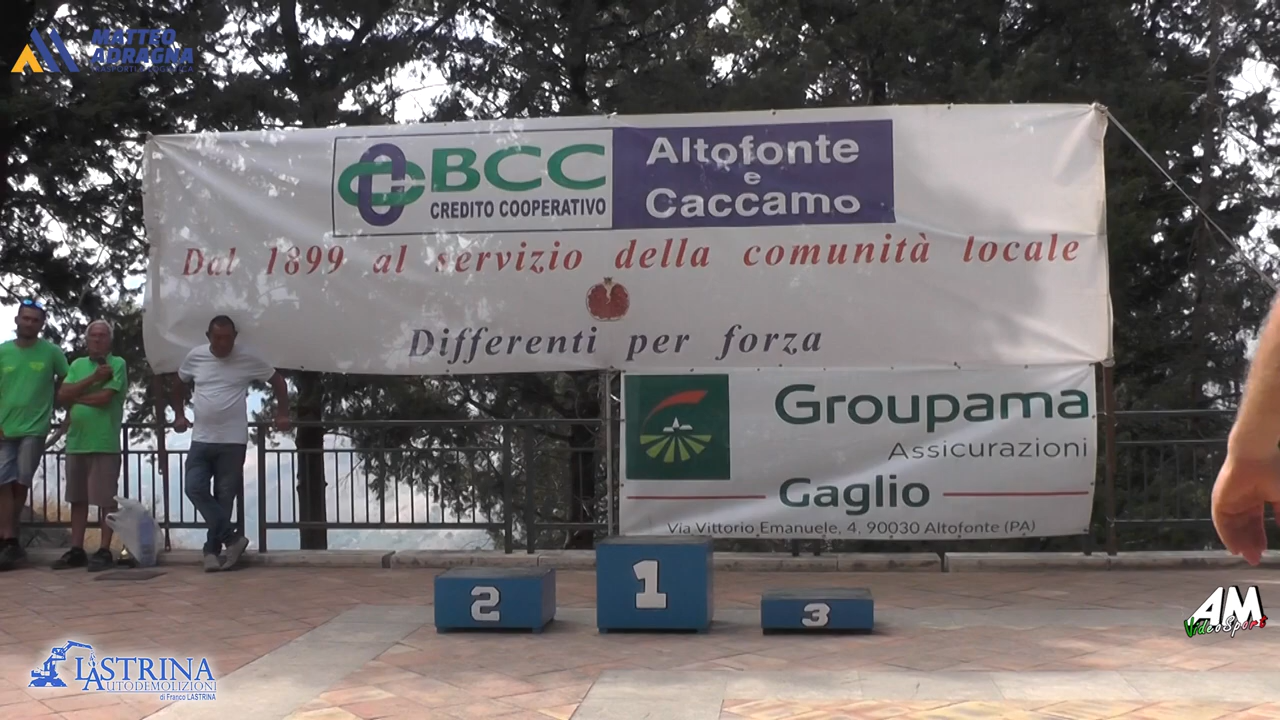 MATTEO
ADRAGNA
BCC
CREDITO COOPERATIVO
Altofonte
e
Caccamo
Dal 1899 al servizio della comunità locale
Differenti per forza
Groupama
Assicurazioni
Gaglio
Via Vittorio Emanuele, 4, 90030 Altofonte (PA)
2
1
3
AM
VideoSport
LASTRINA
AUTODEMOLIZIONI
di Franco LASTRINA